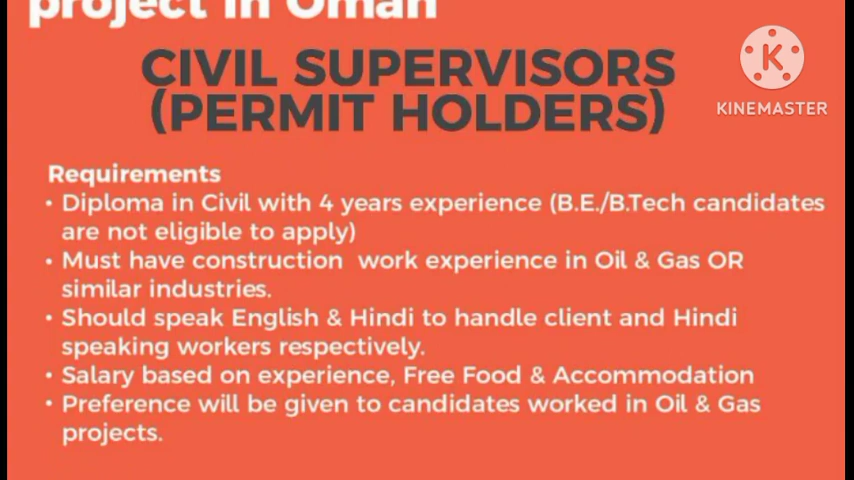 project in Oman
CIVIL SUPERVISORS
(PERMIT HOLDERS)
K
KINEMASTER
Requirements
• Diploma in Civil with 4 years experience (B.E./B.Tech candidates
are not eligible to apply)
• Must have construction work experience in Oil & Gas OR
similar industries.
• Should speak English & Hindi to handle client and Hindi
speaking workers respectively.
• Salary based on experience, Free Food & Accommodation
• Preference will be given to candidates worked in Oil & Gas
projects.